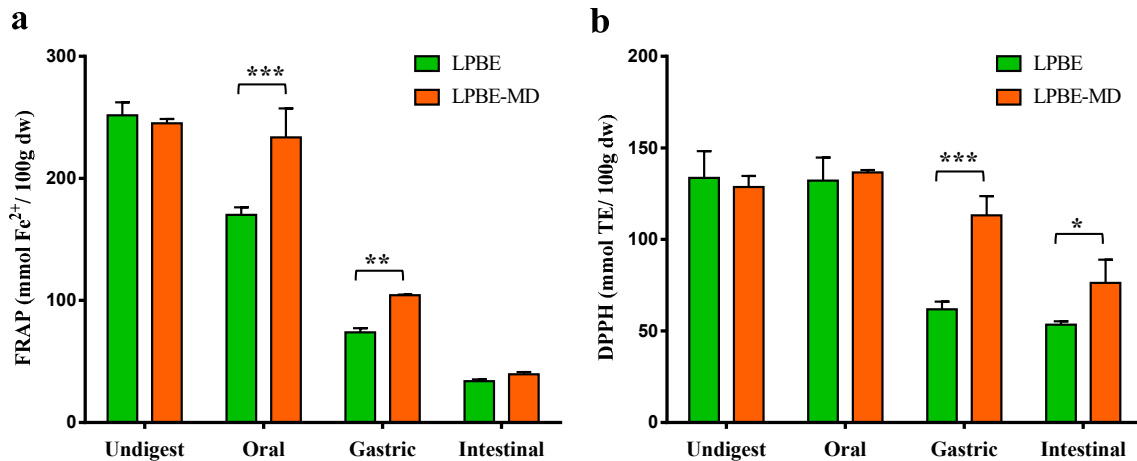 a
FRAP (mmol Fe²⁺/ 100g dw)
300
200
100
0
LPBE
LPBE-MD
***
**
Undigest Oral Gastric Intestinal
b
DPPH (mmol TE/ 100g dw)
200
150
100
50
0
LPBE
LPBE-MD
***
*
Undigest Oral Gastric Intestinal